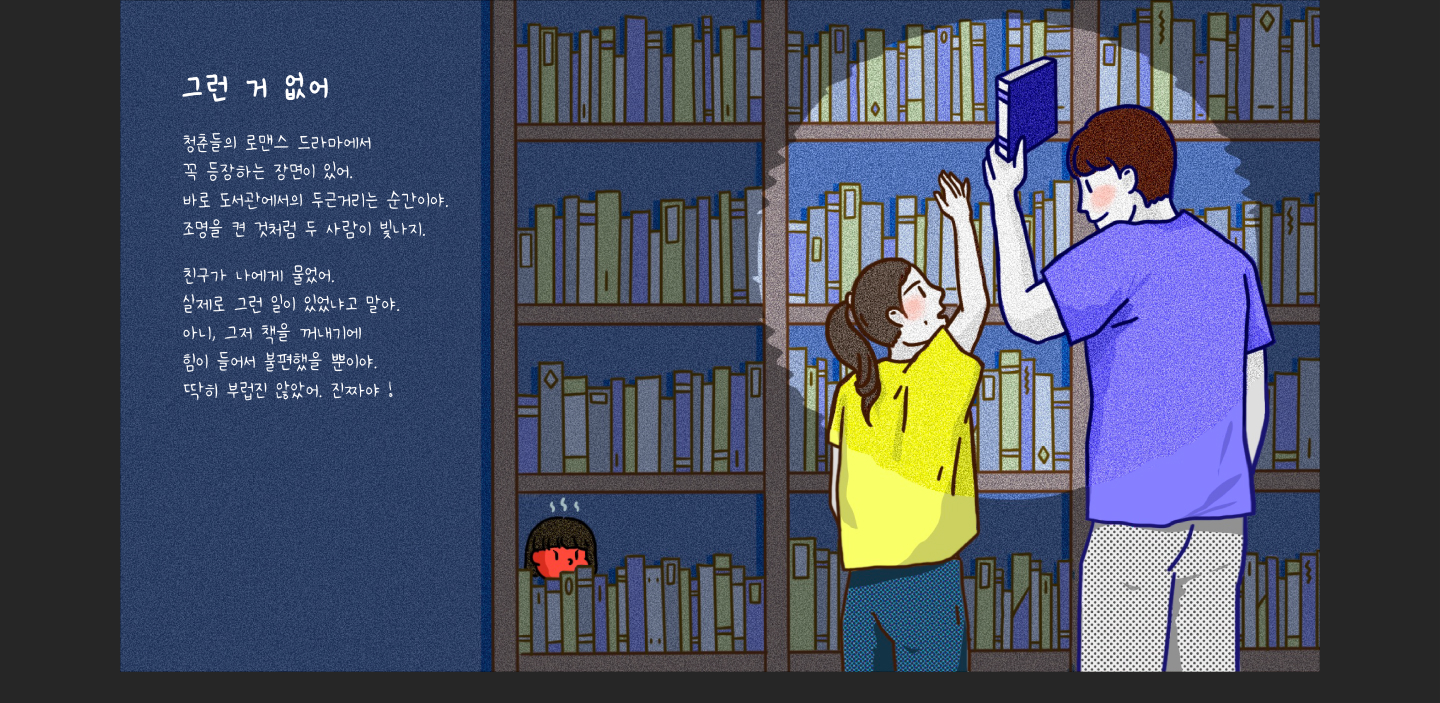 그런 거 없어
청춘들의 로맨스 드라마에서
꼭 등장하는 장면이 있어.
바로 도서관에서의 두근거리는 순간이야.
조명을 켠 것처럼 두 사람이 빛나지.
친구가 나에게 물었어.
실제로 그런 일이 있었냐고 말야.
아니, 그저 책을 꺼내기에
힘이 들어서 불편했을 뿐이야.
딱히 부럽진 않았어. 진짜야 !